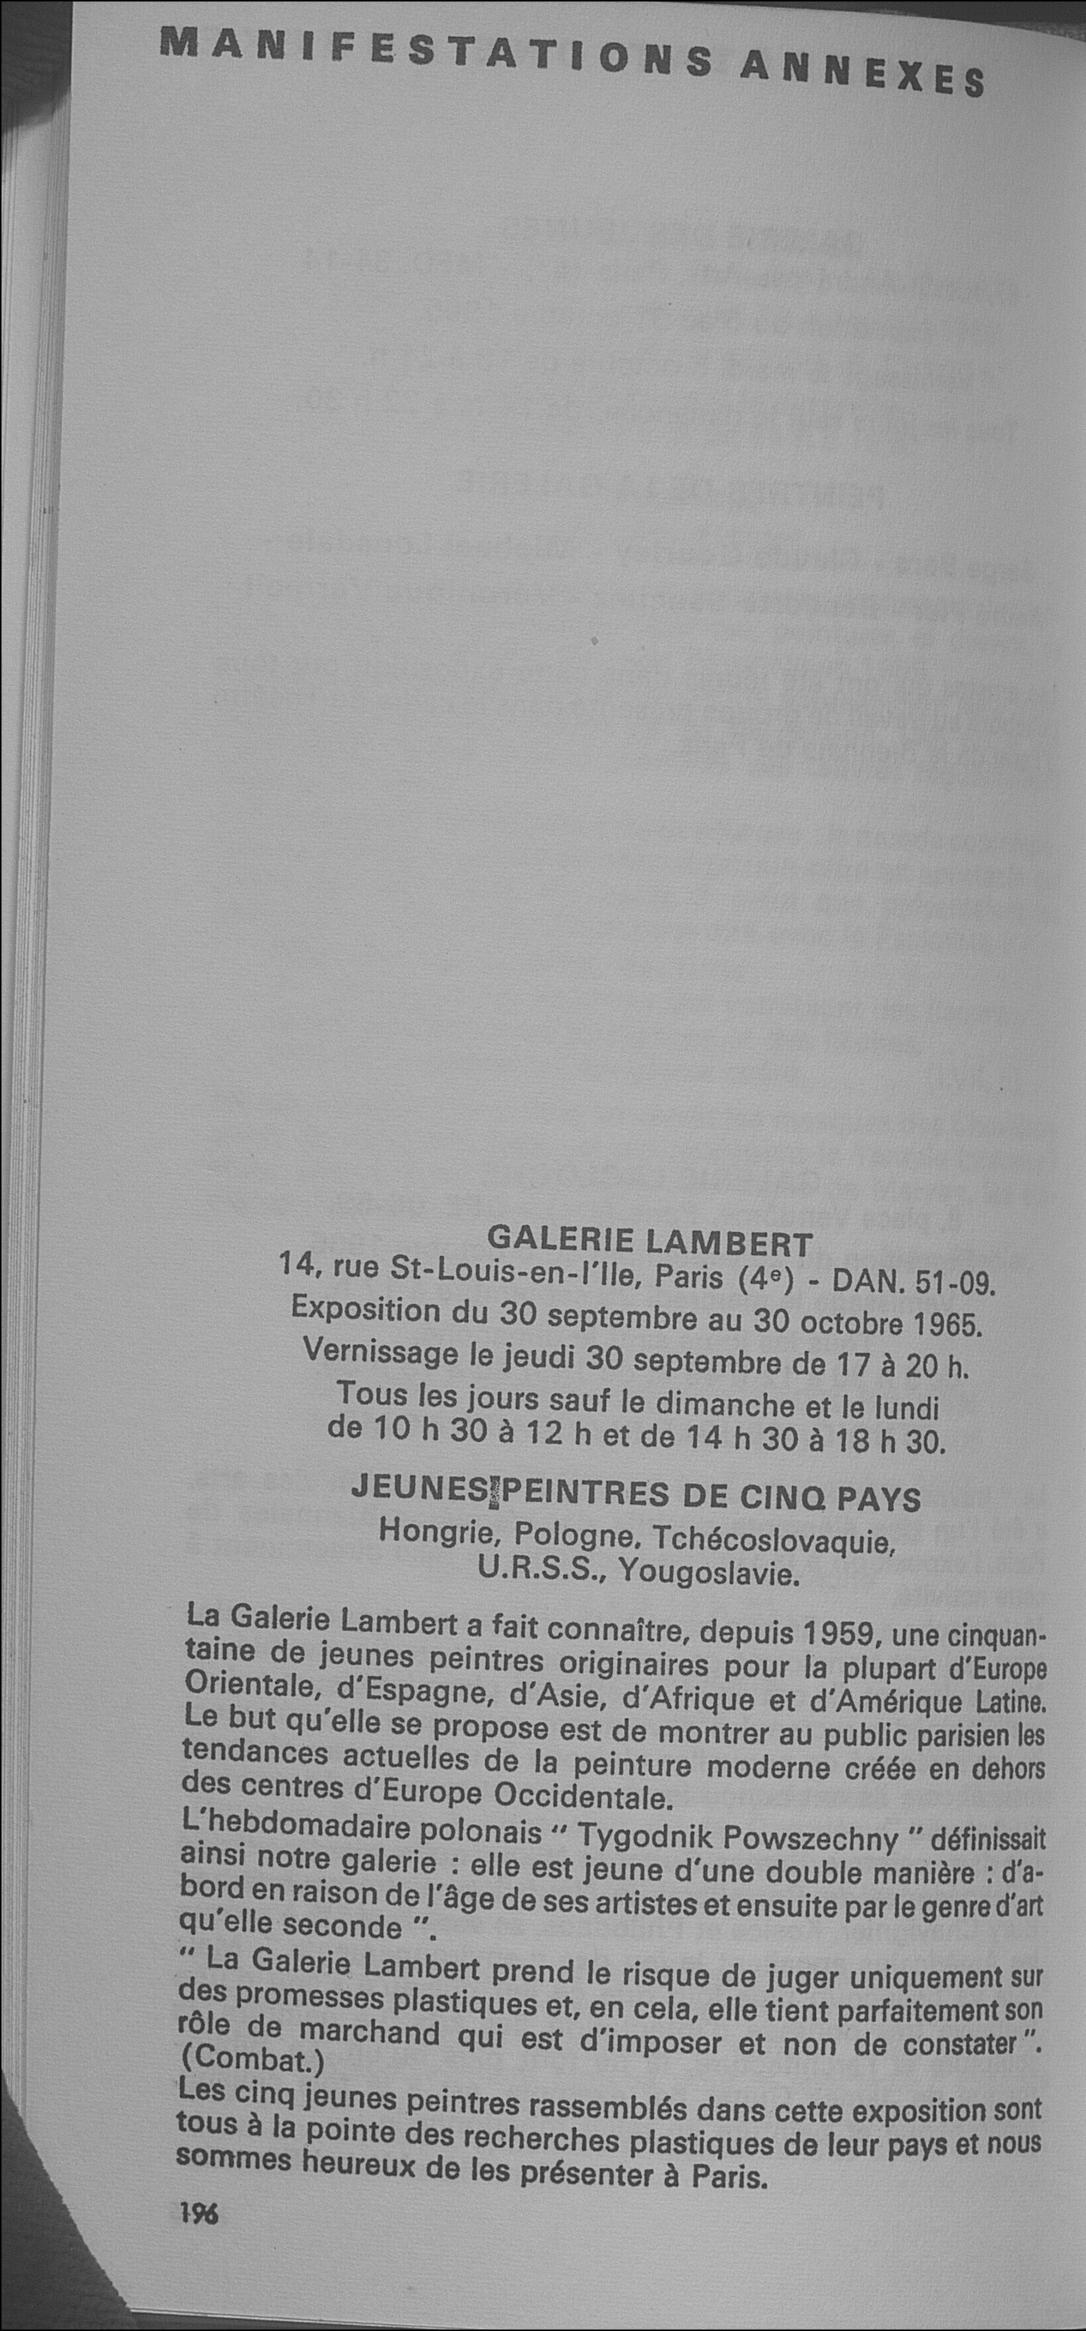 MANIFESTATIONS ANNEXES
GALERIE LAMBERT
14, rue St-Louis-en-l'Ile, Paris (4e) - DAN. 51-09.
Exposition du 30 septembre au 30 octobre 1965.
Vernissage le jeudi 30 septembre de 17 à 20 h.
Tous les jours sauf le dimanche et le lundi
de 10 h 30 à 12 h et de 14 h 30 à 18 h 30.
JEUNES PEINTRES DE CINQ PAYS
Hongrie, Pologne, Tchécoslovaquie,
U.R.S.S., Yougoslavie.
La Galerie Lambert a fait connaître, depuis 1959, une cinquan-
taine de jeunes peintres originaires pour la plupart d'Europe
Orientale, d'Espagne, d'Asie, d'Afrique et d'Amérique Latine.
Le but qu'elle se propose est de montrer au public parisien les
tendances actuelles de la peinture moderne créée en dehors
des centres d'Europe Occidentale.
L'hebdomadaire polonais “ Tygodnik Powszechny ” définissait
ainsi notre galerie : elle est jeune d'une double manière : d'a-
bord en raison de l'âge de ses artistes et ensuite par le genre d'art
qu'elle seconde ”.
“ La Galerie Lambert prend le risque de juger uniquement sur
des promesses plastiques et, en cela, elle tient parfaitement son
rôle de marchand qui est d'imposer et non de constater ”.
(Combat.)
Les cinq jeunes peintres rassemblés dans cette exposition sont
tous à la pointe des recherches plastiques de leur pays et nous
sommes heureux de les présenter à Paris.
196